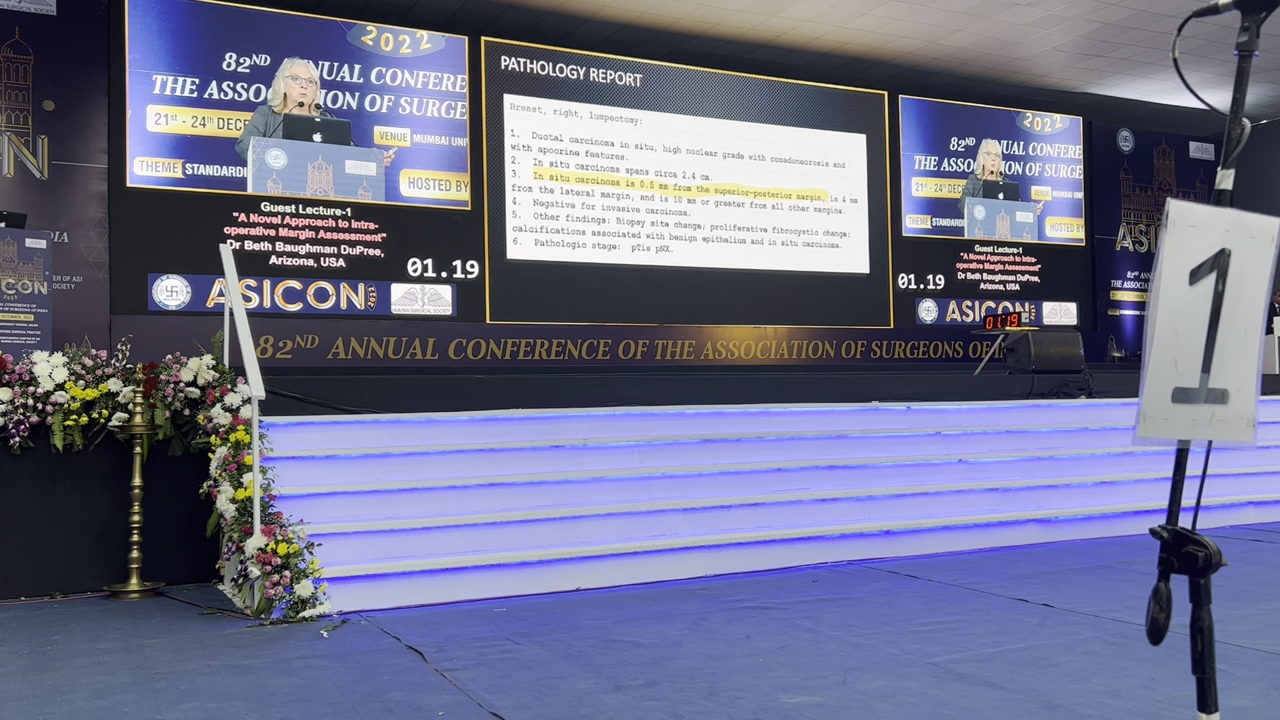 2022
82ND ANNUAL CONFERE
THE ASSOCIATION OF SURGE
21st - 24th DEC
VENUE MUMBAI UNI
THEME STANDARDI
HOSTED BY
Guest Lecture-1
"A Novel Approach to Intra-
operative Margin Assessment"
Dr Beth Baughman DuPree,
Arizona, USA
01.19
ASICON 2022
MUMBAI SURGICAL SOCIETY
PATHOLOGY REPORT
Breast, right, lumpectomy:
1. Ductal carcinoma in situ, high nuclear grade with comedonecrosis and
with apocrine features.
2. In situ carcinoma spans circa 2.4 cm.
3. In situ carcinoma is 0.5 mm from the superior-posterior margin, is 4 mm
from the lateral margin, and is 10 mm or greater from all other margins.
4. Negative for invasive carcinoma.
5. Other findings: Biopsy site change; proliferative fibrocystic change;
calcifications associated with benign epithelium and in situ carcinoma.
6. Pathologic stage: pTis pNX.
2022
82ND ANNUAL CONFERE
THE ASSOCIATION OF SURGE
21st - 24th DEC
VENUE MUMBAI UNI
THEME STANDARDI
HOSTED BY
Guest Lecture-1
"A Novel Approach to Intra-
operative Margin Assessment"
Dr Beth Baughman DuPree,
Arizona, USA
01.19
ASICON
01:19
82ND ANNUAL CONFERENCE OF THE ASSOCIATION OF SURGEONS OF
1